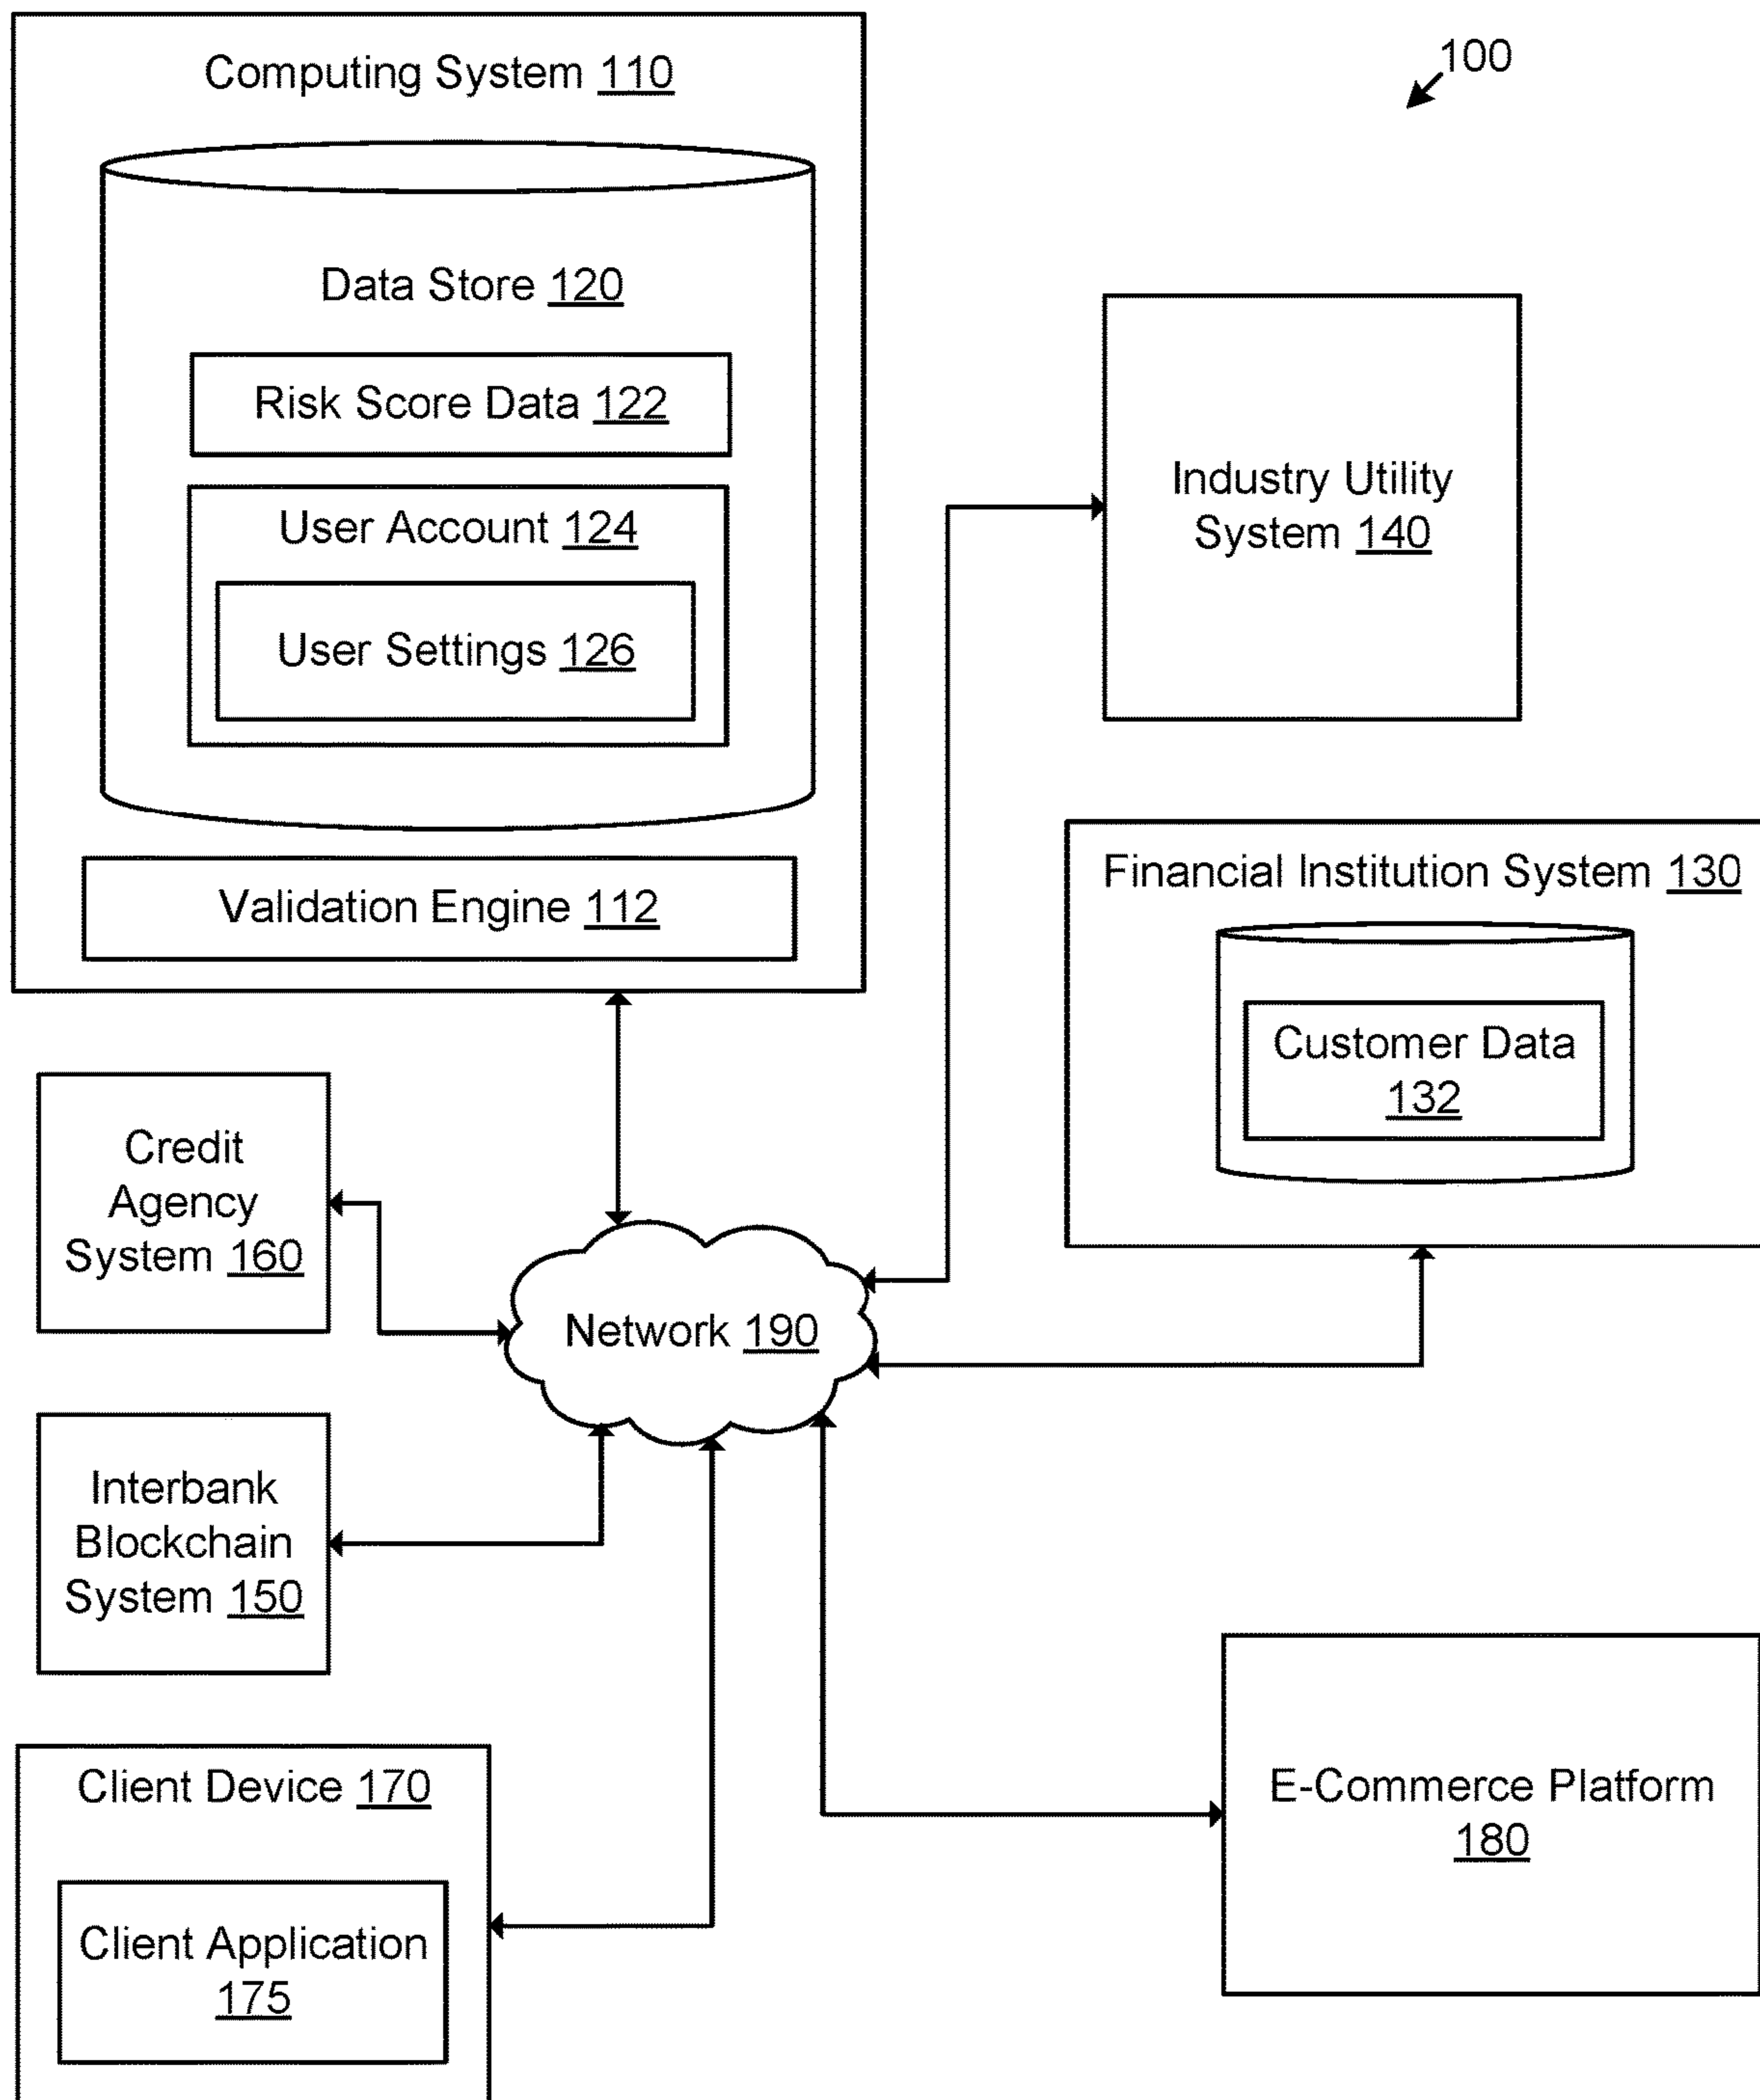 100
Computing System 110
Data Store 120
Risk Score Data 122
User Account 124
User Settings 126
Validation Engine 112
Industry Utility
System 140
Financial Institution System 130
Customer Data
132
Credit
Agency
System 160
Network 190
Interbank
Blockchain
System 150
Client Device 170
Client Application
175
E-Commerce Platform
180